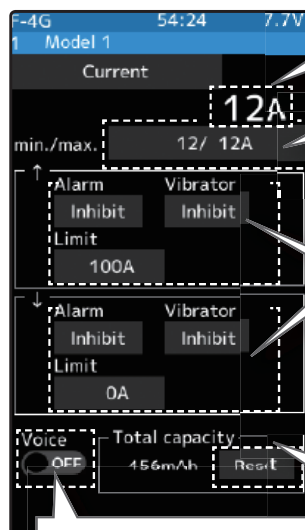 F-4G 54:24 7.7V
1 Model 1
Current
12A
min./max. 12/ 12A
↑
Alarm Vibrator
Inhibit Inhibit
Limit
100A
↓
Alarm Vibrator
Inhibit Inhibit
Limit
0A
Voice Total capacity
OFF 456mAh Reset